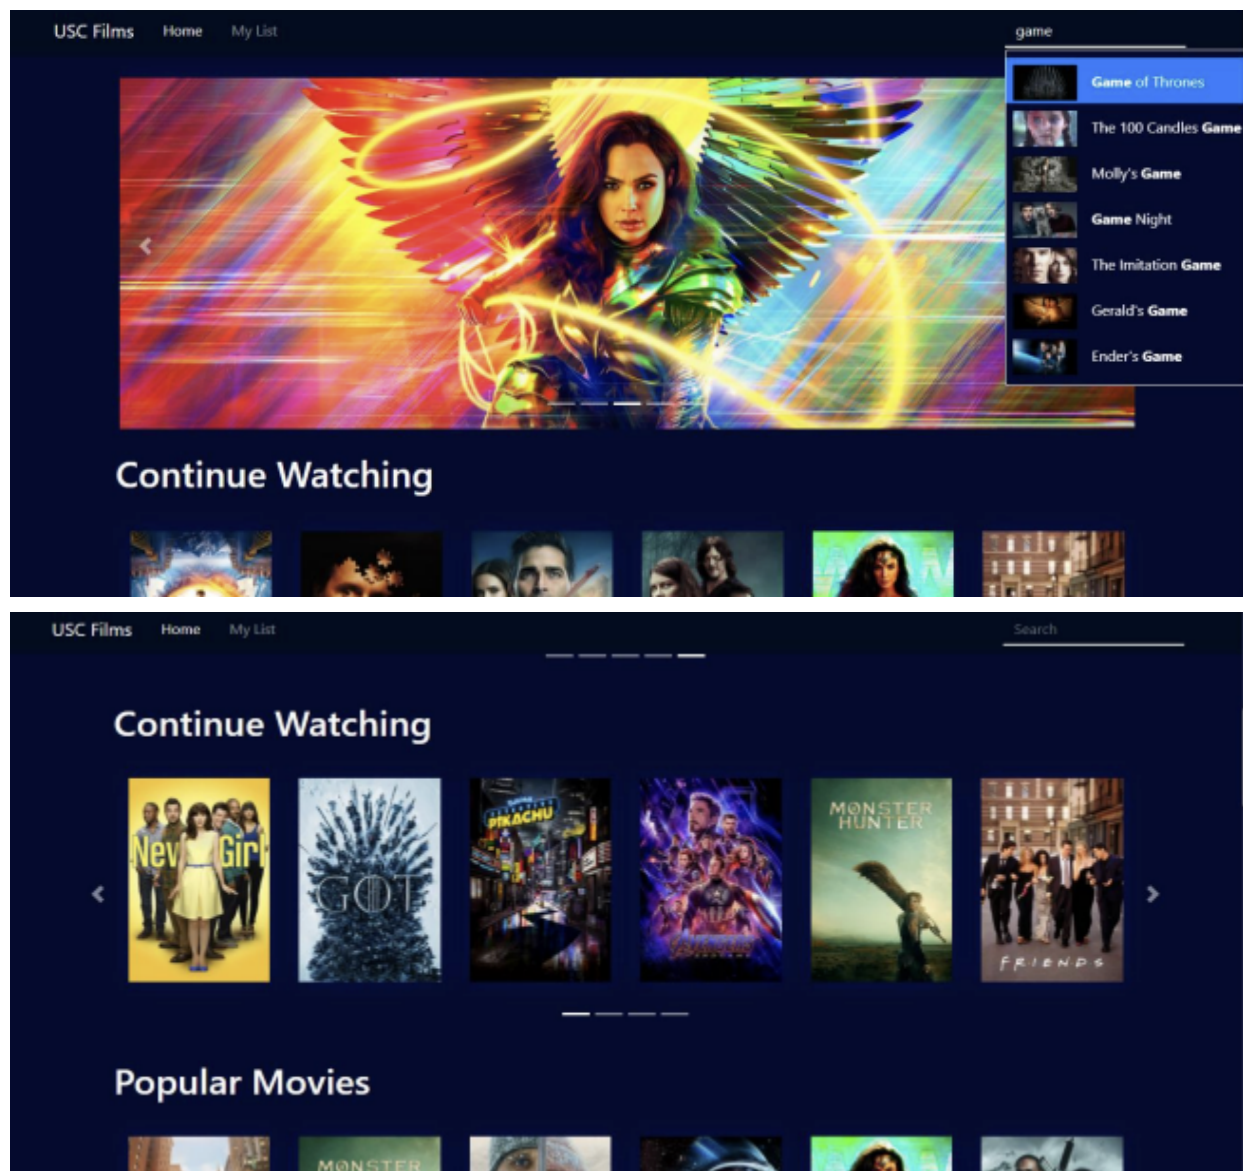 USC Films Home My List game
Game of Thrones
The 100 Candles Game
Molly's Game
Game Night
The Imitation Game
Gerald's Game
Ender's Game
Continue Watching
USC Films Home My List Search
Continue Watching
New Girl
GOT
PIKACHU
MONSTER
HUNTER
FRIENDS
Popular Movies
MONSTER